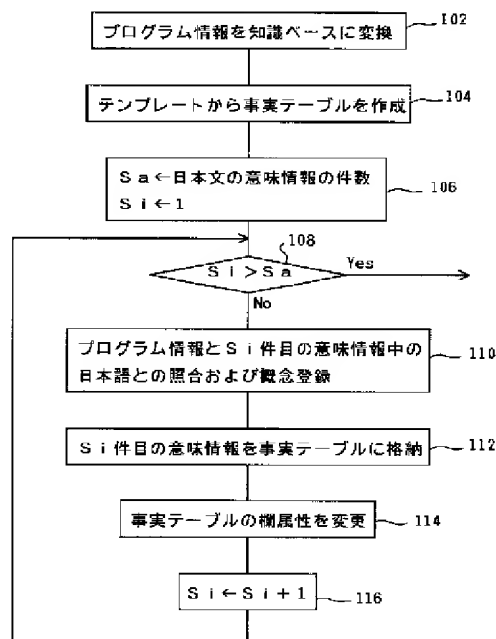 プログラム情報を知識ベースに変換
102
テンプレートから事実テーブルを作成
104
Sa←日本文の意味情報の件数
Si←1
106
108
Si>Sa
Yes
No
プログラム情報とSi件目の意味情報中の
日本語との照合および概念登録
110
Si件目の意味情報を事実テーブルに格納
112
事実テーブルの欄属性を変更
114
Si←Si+1
116